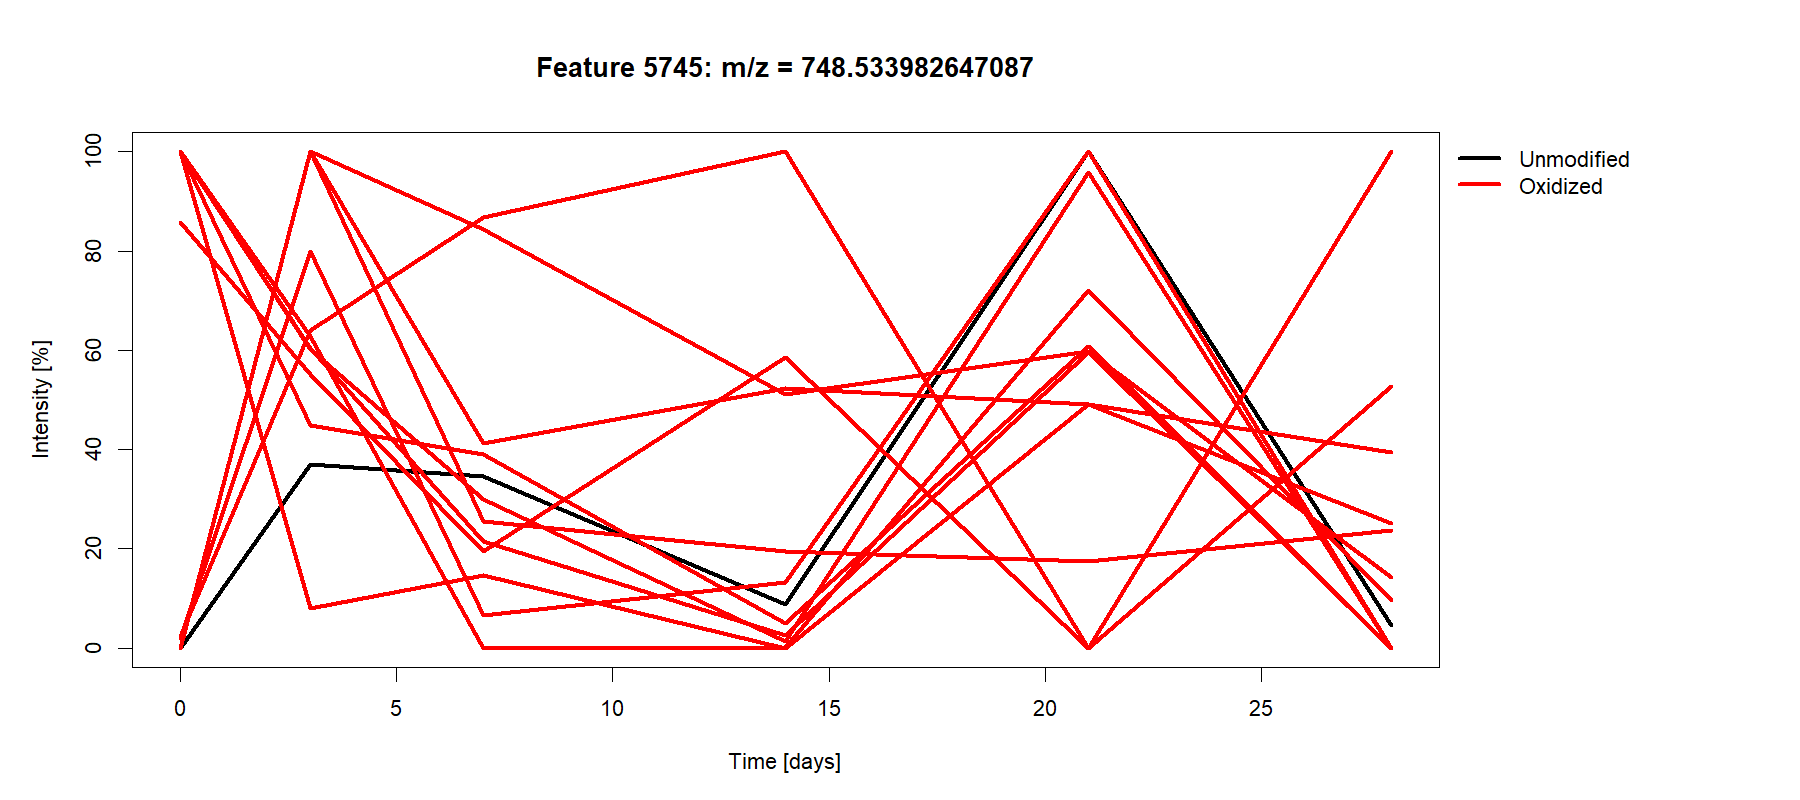 Feature 5745: m/z = 748.533982647087
Unmodified
Oxidized
Intensity [%]
100
80
60
40
20
0
0 5 10 15 20 25
Time [days]